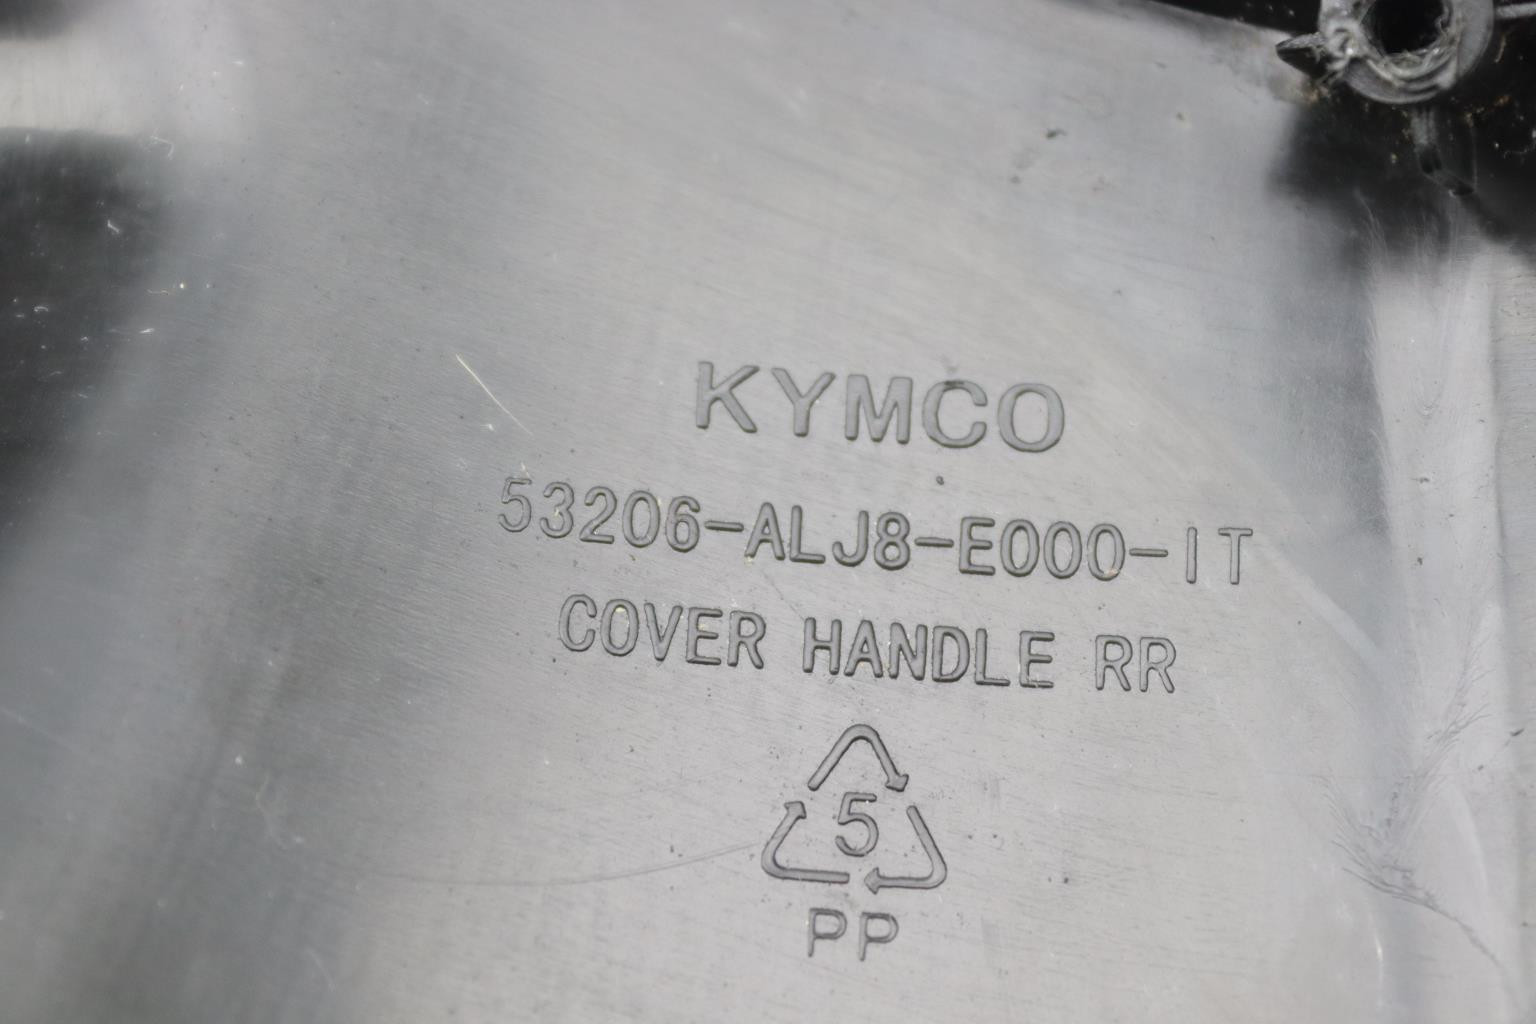 KYMCO
53206-ALJ8-E000-IT
COVER HANDLE RR
5
PP